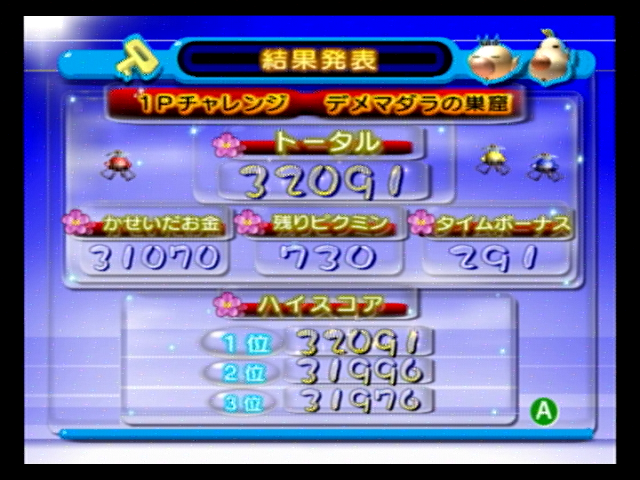 結果発表
1Pチャレンジ デメマダラの巣窟
トータル
32091
かせいだお金 残りピクミン タイムボーナス
31070 730 291
ハイスコア
1位 32091
2位 31996
3位 31976
A